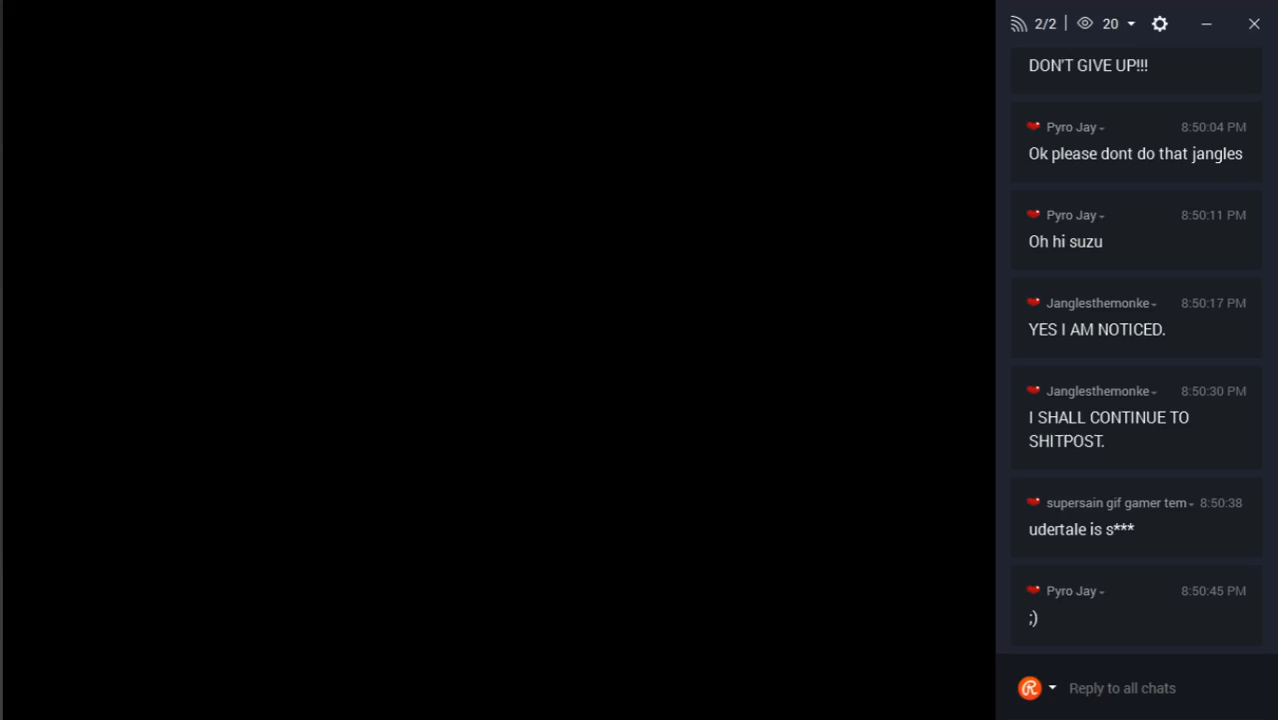 2/2 | 20
DON'T GIVE UP!!!
Pyro Jay 8:50:04 PM
Ok please dont do that jangles
Pyro Jay 8:50:11 PM
Oh hi suzu
Janglesthemonke 8:50:17 PM
YES I AM NOTICED.
Janglesthemonke 8:50:30 PM
I SHALL CONTINUE TO
SHITPOST.
supersain gif gamer tem 8:50:38
udertale is s***
Pyro Jay 8:50:45 PM
;)
Reply to all chats